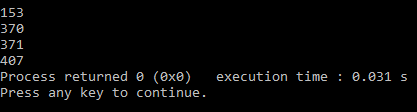 153
370
371
407
Process returned 0 (0x0)   execution time : 0.031 s
Press any key to continue.